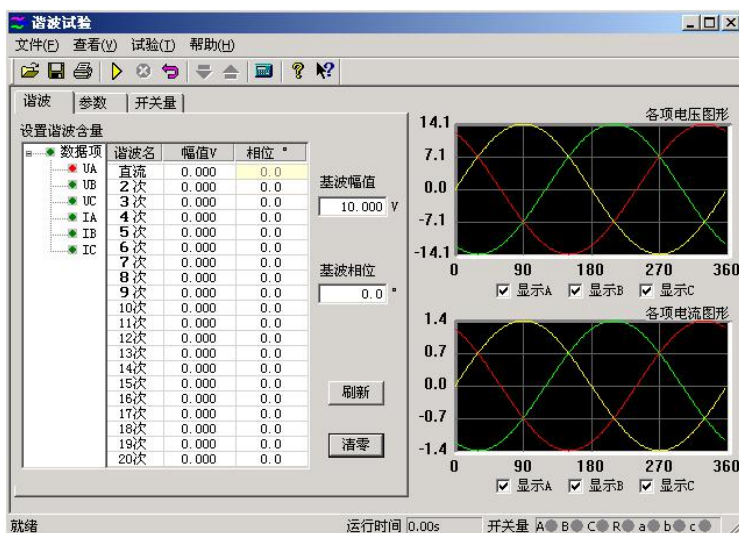 谐波试验
文件(F) 查看(V) 试验(T) 帮助(H)
谐波 参数 开关量
设置谐波含量
数据项
UA
UB
UC
IA
IB
IC
谐波名 幅值V 相位 °
直流 0.000 0.0
2次 0.000 0.0
3次 0.000 0.0
4次 0.000 0.0
5次 0.000 0.0
6次 0.000 0.0
7次 0.000 0.0
8次 0.000 0.0
9次 0.000 0.0
10次 0.000 0.0
11次 0.000 0.0
12次 0.000 0.0
13次 0.000 0.0
14次 0.000 0.0
15次 0.000 0.0
16次 0.000 0.0
17次 0.000 0.0
18次 0.000 0.0
19次 0.000 0.0
20次 0.000 0.0
基波幅值
10.000 V
基波相位
0.0 °
刷新
清零
各项电压图形
14.1
7.1
0.0
-7.1
-14.1
0 90 180 270 360
显示A 显示B 显示C
各项电流图形
1.4
0.7
0.0
-0.7
-1.4
0 90 180 270 360
显示A 显示B 显示C
就绪 运行时间 0.00s 开关量 A B C R a b c